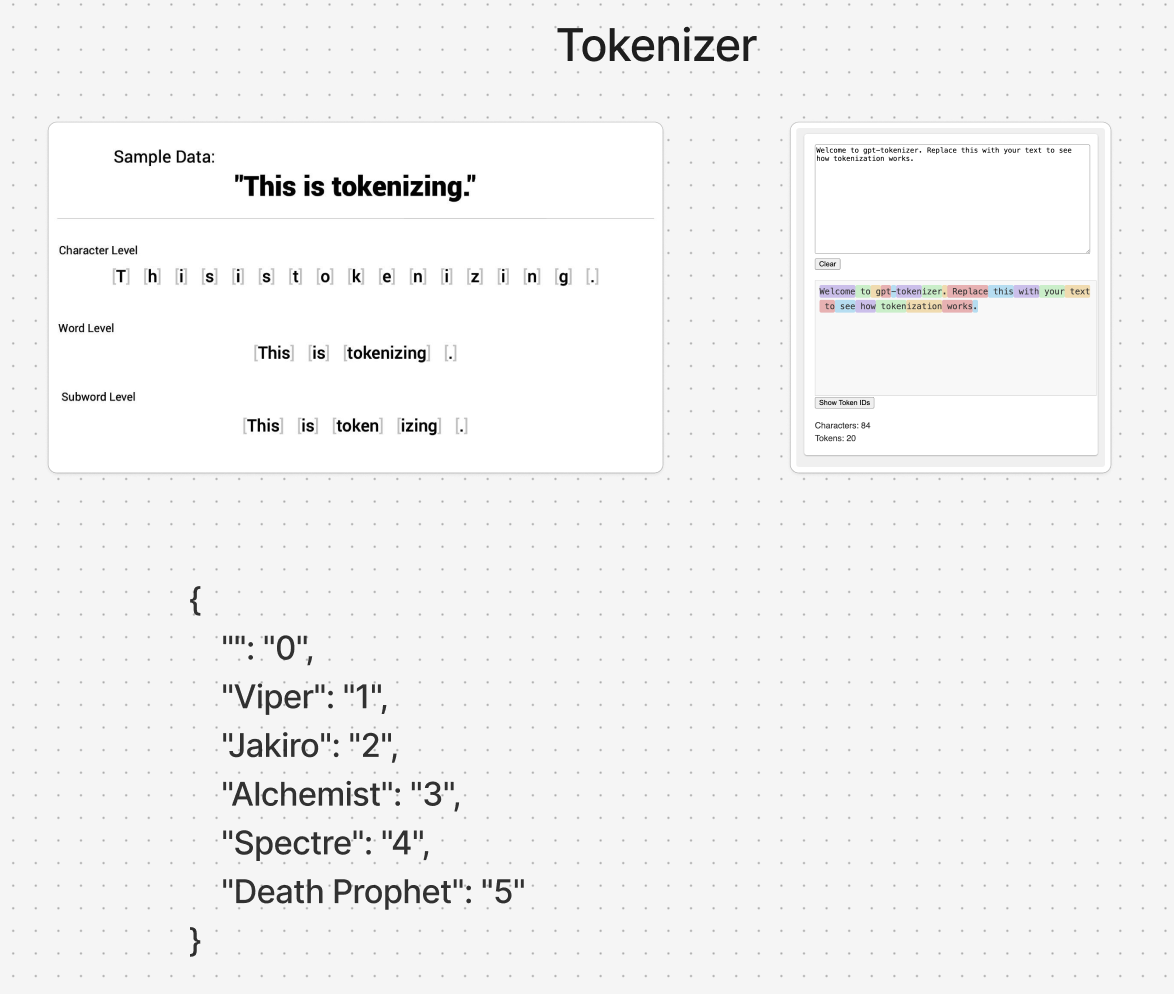 Tokenizer
Sample Data:
"This is tokenizing."
Character Level
[T] [h] [i] [s] [i] [s] [t] [o] [k] [e] [n] [i] [z] [i] [n] [g] [.]
Word Level
[This] [is] [tokenizing] [.]
Subword Level
[This] [is] [token] [izing] [.]
Welcome to gpt-tokenizer. Replace this with your text to see
how tokenization works.
Clear
Welcome to gpt-tokenizer. Replace this with your text
to see how tokenization works.
Show Token IDs
Characters: 84
Tokens: 20
{
"": "0",
"Viper": "1",
"Jakiro": "2",
"Alchemist": "3",
"Spectre": "4",
"Death Prophet": "5"
}